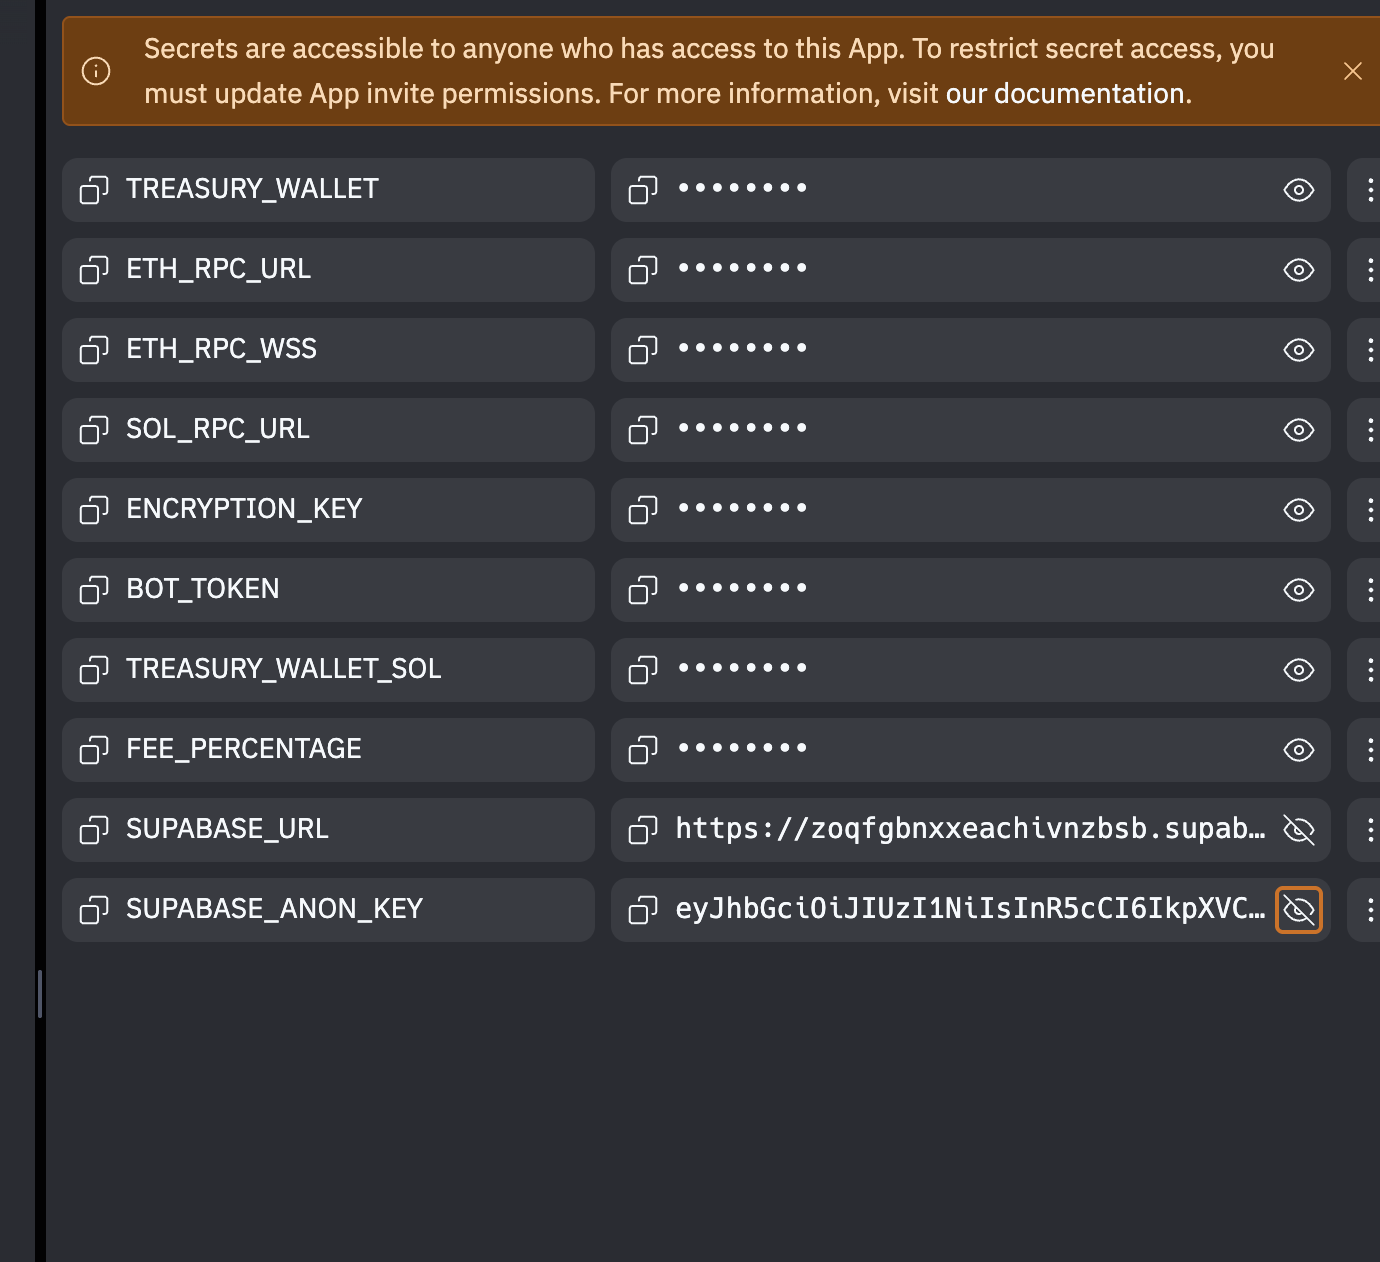 Secrets are accessible to anyone who has access to this App. To restrict secret access, you
must update App invite permissions. For more information, visit our documentation.
TREASURY_WALLET ••••••••
ETH_RPC_URL ••••••••
ETH_RPC_WSS ••••••••
SOL_RPC_URL ••••••••
ENCRYPTION_KEY ••••••••
BOT_TOKEN ••••••••
TREASURY_WALLET_SOL ••••••••
FEE_PERCENTAGE ••••••••
SUPABASE_URL https://zoqfgbnxxeachivnzbsb.supab…
SUPABASE_ANON_KEY eyJhbGciOiJIUzI1NiIsInR5cCI6IkpXVC…